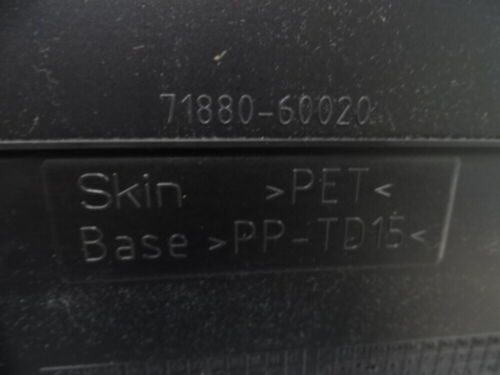 71880-60020
Skin >PET<
Base >PP-TD15<